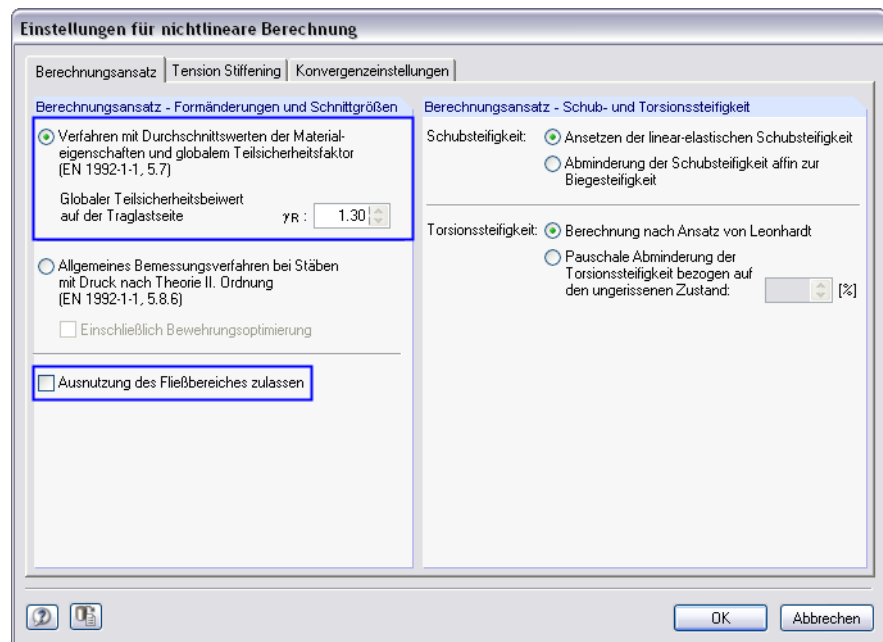 Einstellungen für nichtlineare Berechnung
Berechnungsansatz
Tension Stiffening
Konvergenzeinstellungen
Berechnungsansatz - Formänderungen und Schnittgrößen
Verfahren mit Durchschnittswerten der Material-
eigenschaften und globalem Teilsicherheitsfaktor
(EN 1992-1-1, 5.7)
Globaler Teilsicherheitsbeiwert
auf der Traglastseite γR : 1.30
Allgemeines Bemessungsverfahren bei Stäben
mit Druck nach Theorie II. Ordnung
(EN 1992-1-1, 5.8.6)
Einschließlich Bewehrungsoptimierung
Ausnutzung des Fließbereiches zulassen
Berechnungsansatz - Schub- und Torsionssteifigkeit
Schubsteifigkeit: Ansetzen der linear-elastischen Schubsteifigkeit
Abminderung der Schubsteifigkeit affin zur
Biegesteifigkeit
Torsionssteifigkeit: Berechnung nach Ansatz von Leonhardt
Pauschale Abminderung der
Torsionssteifigkeit bezogen auf
den ungerissenen Zustand: [%]
OK
Abbrechen